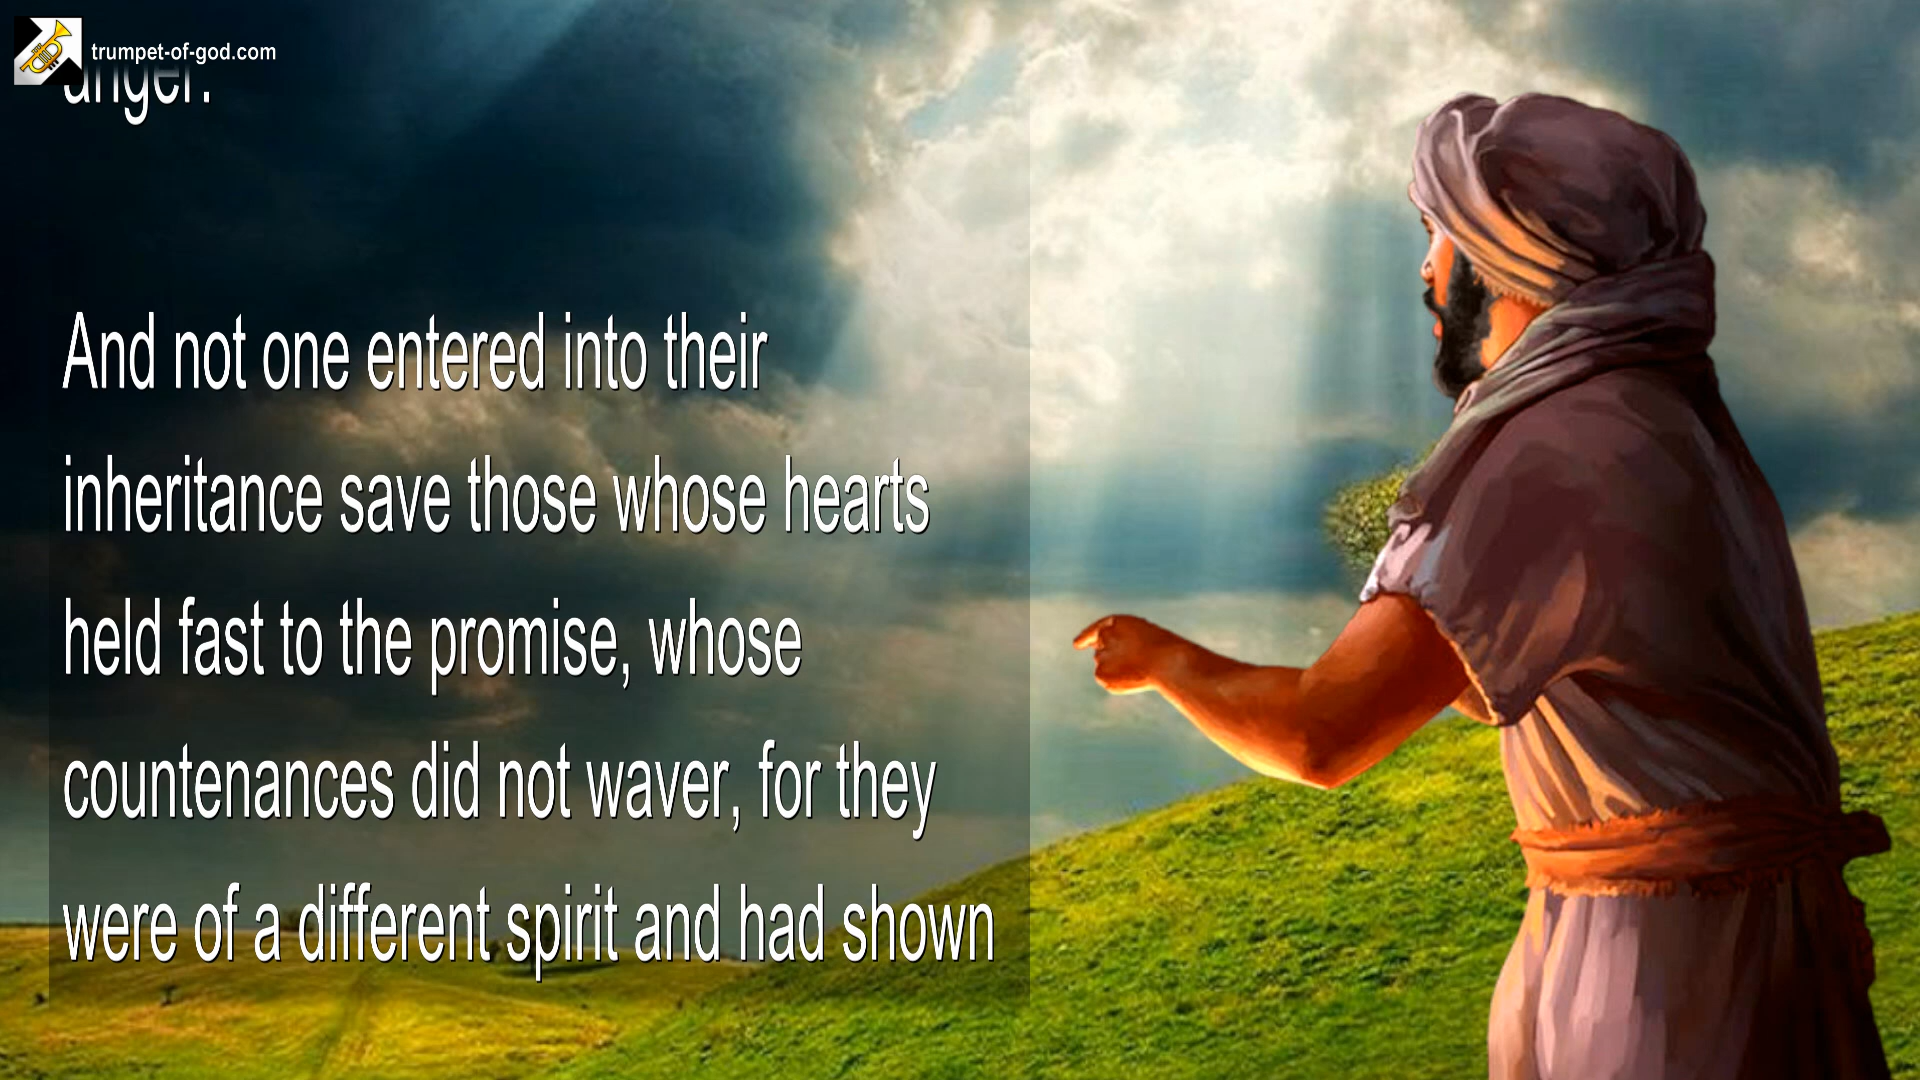 trumpet-of-god.com
anger.
And not one entered into their
inheritance save those whose hearts
held fast to the promise, whose
countenances did not waver, for they
were of a different spirit and had shown